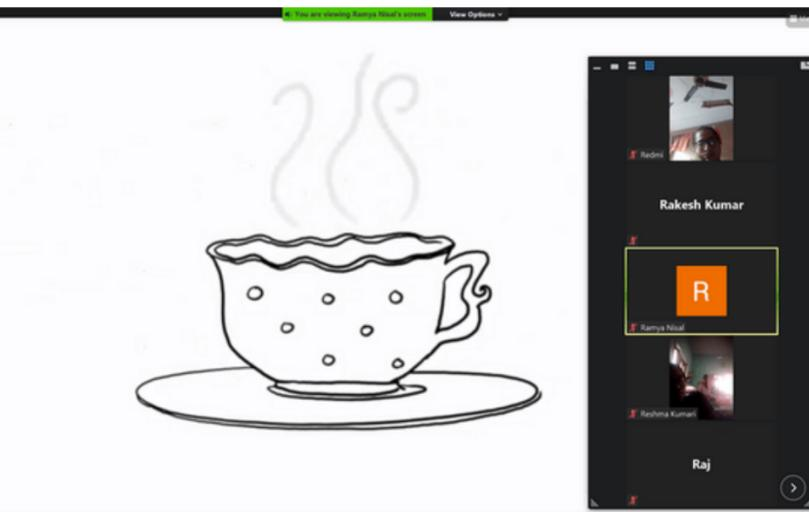 You are viewing Ramya Nisal's screen
View Options
Redmi
Rakesh Kumar
R
Ramya Nisal
Reshma Kumari
Raj